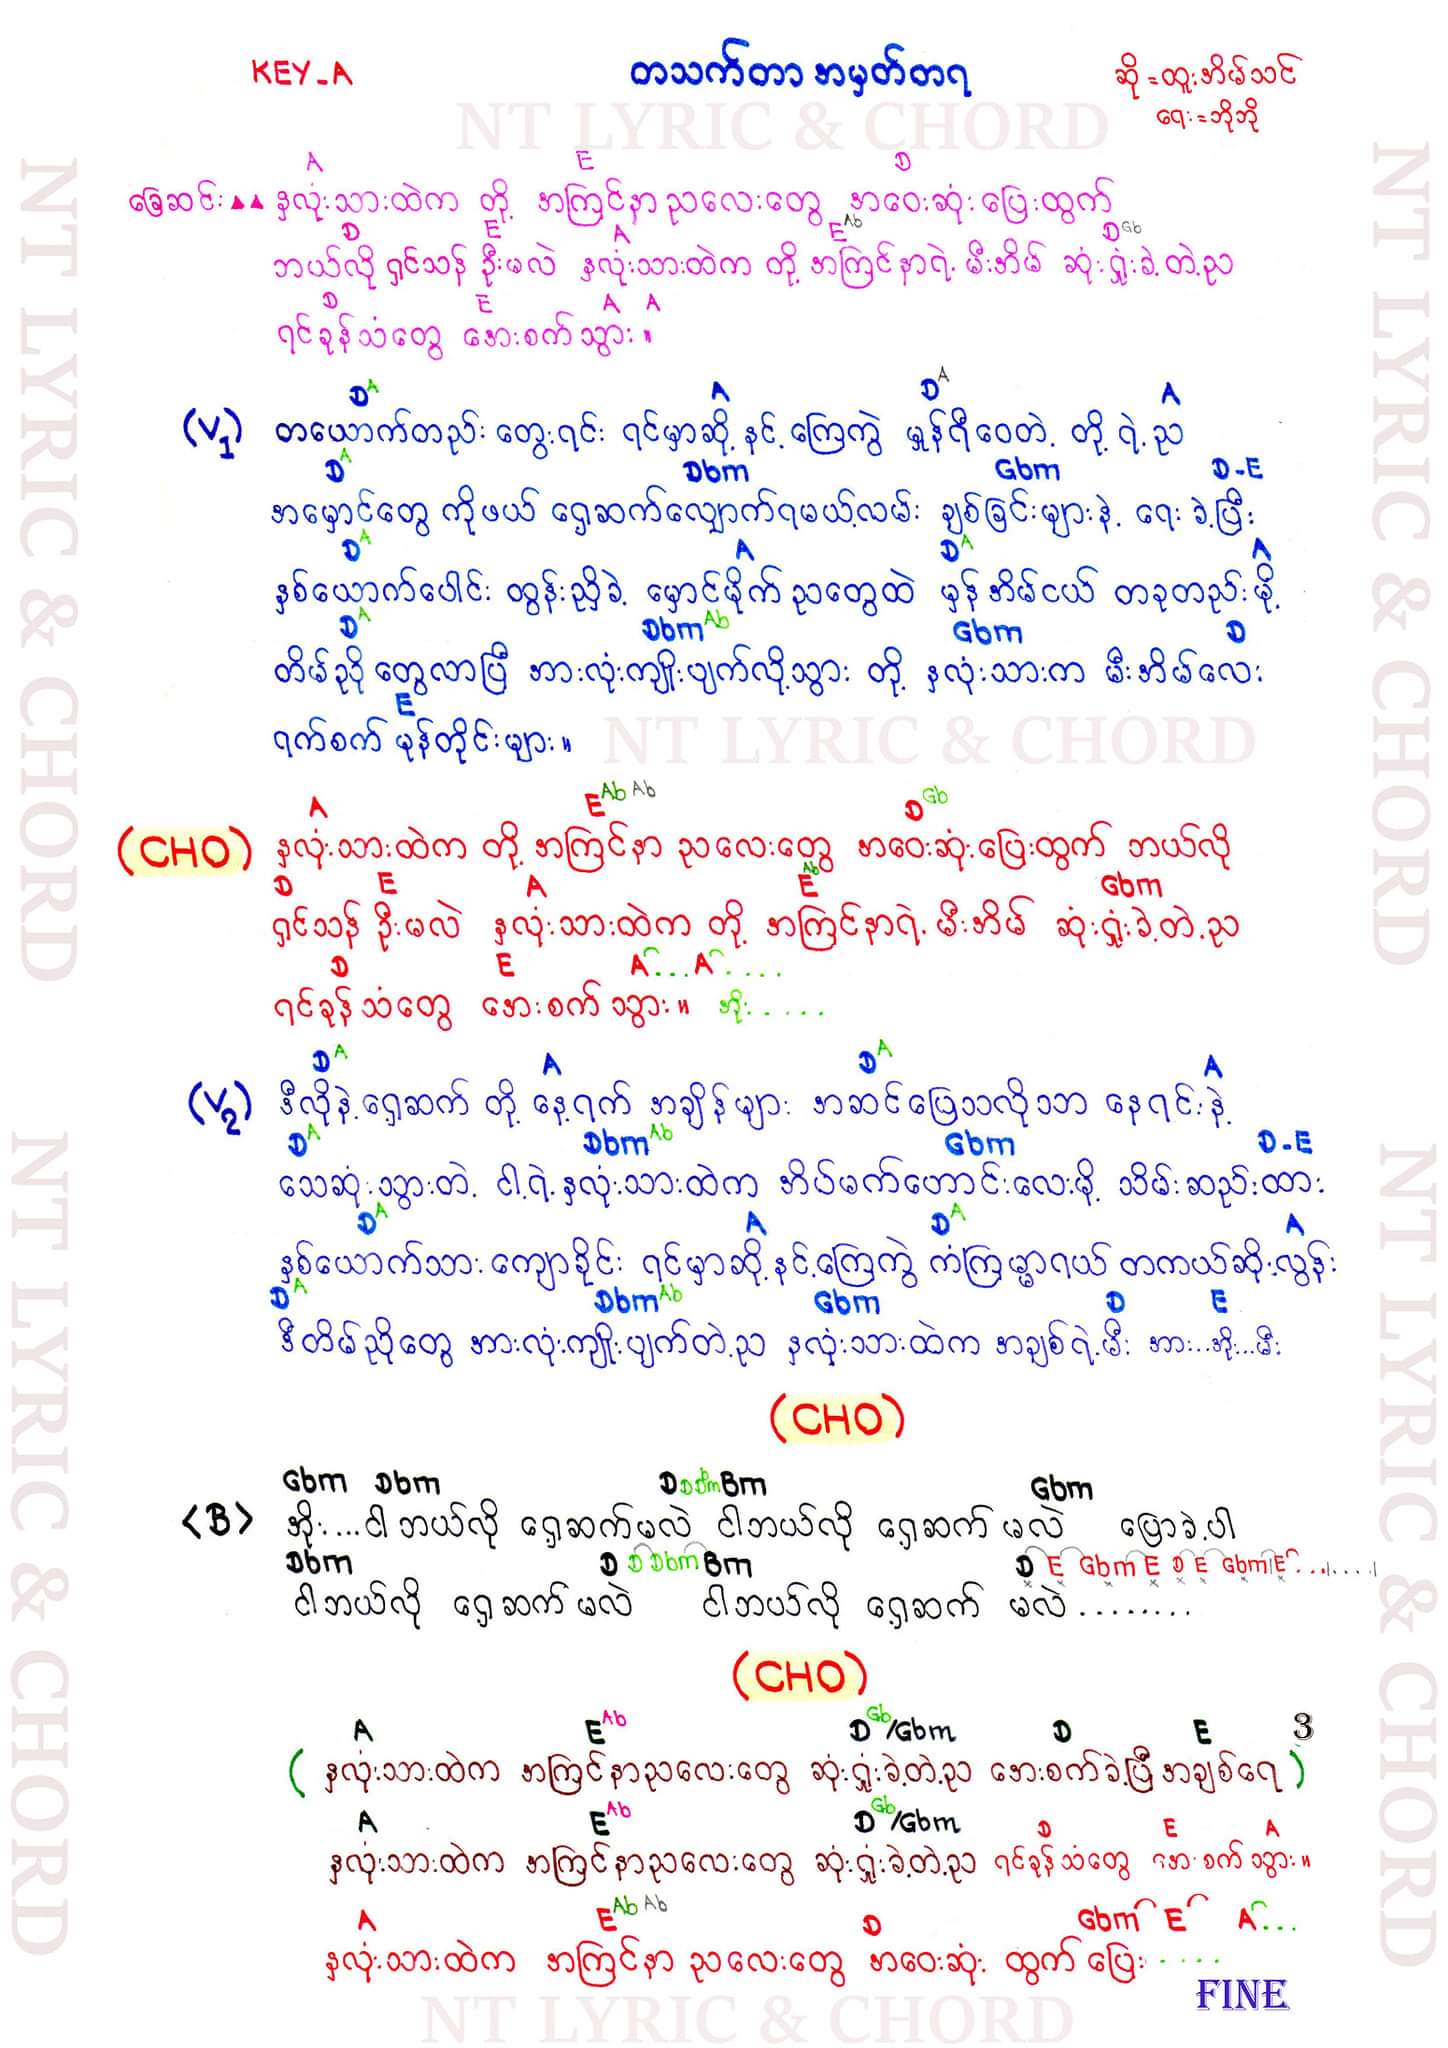 KEY-A
တသက်တာ အမှတ်တရ
ဆို = ထူးအိမ်သင်
ရေး = ဘိုဘို
NT LYRIC & CHORD
A E D
ခြေဆင်း နှလုံးသားထဲက တို့ အကြင်နာ ညလေးတွေ အဝေးဆုံး ပြေးထွက်
D E A E Ab D Gb
ဘယ်လို ရှင်သန် ဦးမလဲ နှလုံးသားထဲက တို့ အကြင်နာရဲ့ မီးအိမ် ဆုံးရှုံးခဲ့တဲ့ည
D E A A
ရင်ခုန်သံတွေ အေးစက်သွား။
D A A D A A
(V1) တယောက်တည်း တွေးရင်း ရင်မှာဆို့ နင့်ကြေကွဲ မှုန်ရီဝေတဲ့ တို့ရဲ့ည
D A Dbm Gbm D-E
အမှောင်တွေ ကိုဖယ် ရှေ့ဆက်လျှောက်ရမယ့်လမ်း ချစ်ခြင်းများနဲ့ ရေးခဲ့ပြီး
D A A D A A
နှစ်ယောက်ပေါင်း ထွန်းညှိခဲ့ မှောင်မိုက်ညတွေထဲ မှန်အိမ်ငယ် တခုတည်းမို့
D A Dbm Ab Gbm D
တိမ်ညို တွေလာပြီ အားလုံးကျိုးပျက်လို့သွား တို့ နှလုံးသားက မီးအိမ်လေး
E
ရက်စက် မုန်တိုင်းများ။
NT LYRIC & CHORD
A E Ab Ab D Gb
(CHO) နှလုံးသားထဲက တို့ အကြင်နာ ညလေးတွေ အဝေးဆုံးပြေးထွက် ဘယ်လို
D E A E Ab Gbm
ရှင်သန် ဦးမလဲ နှလုံးသားထဲက တို့ အကြင်နာရဲ့ မီးအိမ် ဆုံးရှုံးခဲ့တဲ့ည
D E A...A.....
ရင်ခုန်သံတွေ အေးစက်သွား။ အိုး.....
D A A D A A
(V2) ဒီလိုနဲ့ ရှေ့ဆက် တို့ နေ့ရက် အချိန်များ အဆင်ပြေသလိုသာ နေရင်းနဲ့
D A Dbm Ab Gbm D-E
သေဆုံးသွားတဲ့ ငါ့ရဲ့ နှလုံးသားထဲက အိပ်မက်ဟောင်းလေးမို့ သိမ်းဆည်းထား
D A A D A A
နှစ်ယောက်သား ကျောခိုင်း ရင်မှာဆို့ နင့်ကြေကွဲ ကံကြမ္မာရယ် တကယ်ဆိုးလွန်း
D A Dbm Ab Gbm D E
ဒီတိမ်ညိုတွေ အားလုံးကျိုးပျက်တဲ့ည နှလုံးသားထဲက အချစ်ရဲ့မီး အား...အိုး...မီး
(CHO)
Gbm Dbm D D Dbm Bm Gbm
<B> အိုး...ငါ ဘယ်လို ရှေ့ဆက်မလဲ ငါဘယ်လို ရှေ့ဆက် မလဲ ပြောခဲ့ပါ
Dbm D D Dbm Bm D E Gbm E D E Gbm E
ငါဘယ်လို ရှေ့ဆက် မလဲ ငါဘယ်လို ရှေ့ဆက် မလဲ........
(CHO)
A E Ab D Gb/Gbm D E 3
( နှလုံးသားထဲက အကြင်နာညလေးတွေ ဆုံးရှုံးခဲ့တဲ့ည အေးစက်ခဲ့ပြီ အချစ်ရေ )
A E Ab D Gb/Gbm D E A
နှလုံးသားထဲက အကြင်နာညလေးတွေ ဆုံးရှုံးခဲ့တဲ့ည ရင်ခုန်သံတွေ အေးစက်သွား။
A E Ab Ab D Gbm E A...
နှလုံးသားထဲက အကြင်နာ ညလေးတွေ အဝေးဆုံး ထွက်ပြေး....
FINE
NT LYRIC & CHORD
NT LYRIC & CHORD
NT LYRIC & CHORD
NT LYRIC & CHORD
NT LYRIC & CHORD